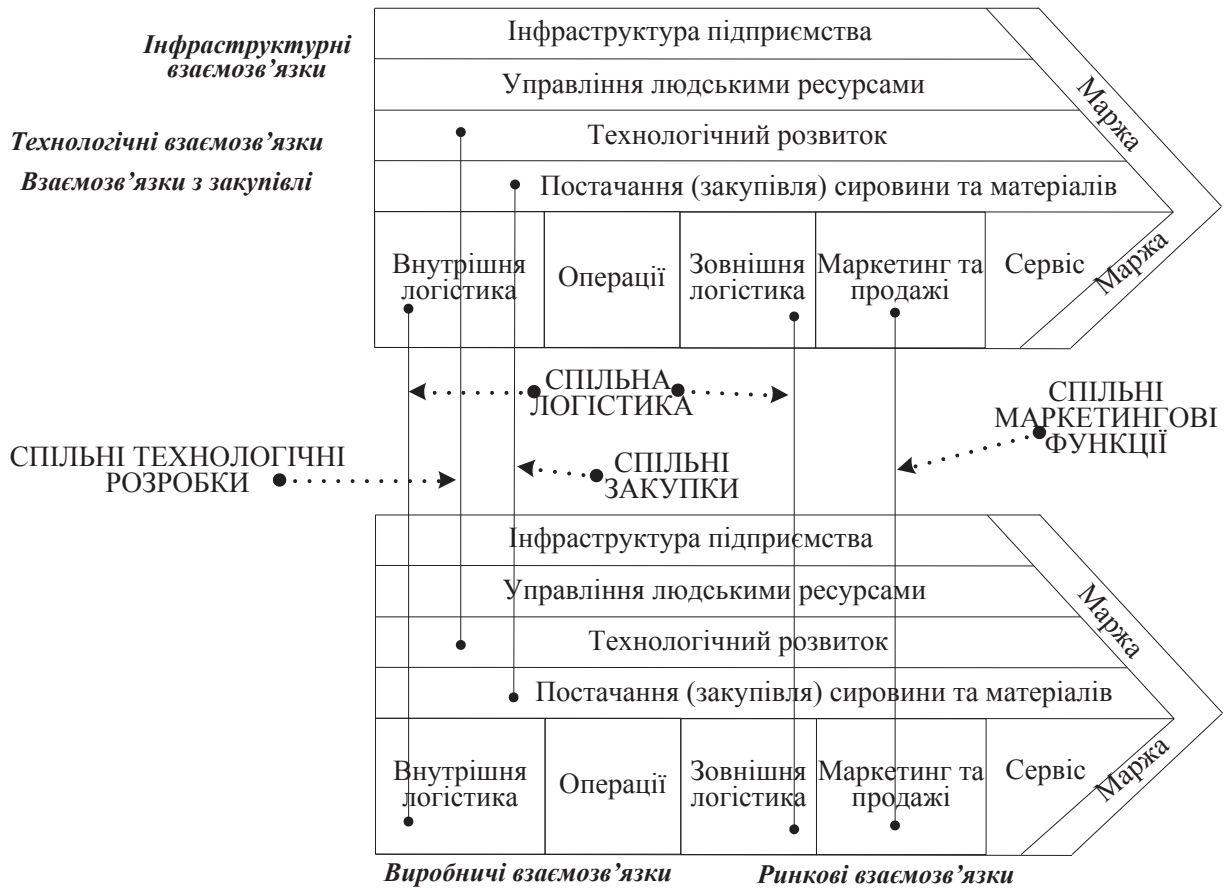 Інфраструктурні
взаємозв’язки
Технологічні взаємозв’язки
Взаємозв’язки з закупівлі
Інфраструктура підприємства
Управління людськими ресурсами
Технологічний розвиток
Постачання (закупівля) сировини та матеріалів
Внутрішня
логістика
Операції
Зовнішня
логістика
Маркетинг та
продажі
Сервіс
Маржа
Маржа
СПІЛЬНА
ЛОГІСТИКА
СПІЛЬНІ
МАРКЕТИНГОВІ
ФУНКЦІЇ
СПІЛЬНІ ТЕХНОЛОГІЧНІ
РОЗРОБКИ
СПІЛЬНІ
ЗАКУПКИ
Інфраструктура підприємства
Управління людськими ресурсами
Технологічний розвиток
Постачання (закупівля) сировини та матеріалів
Внутрішня
логістика
Операції
Зовнішня
логістика
Маркетинг та
продажі
Сервіс
Маржа
Маржа
Виробничі взаємозв’язки
Ринкові взаємозв’язки